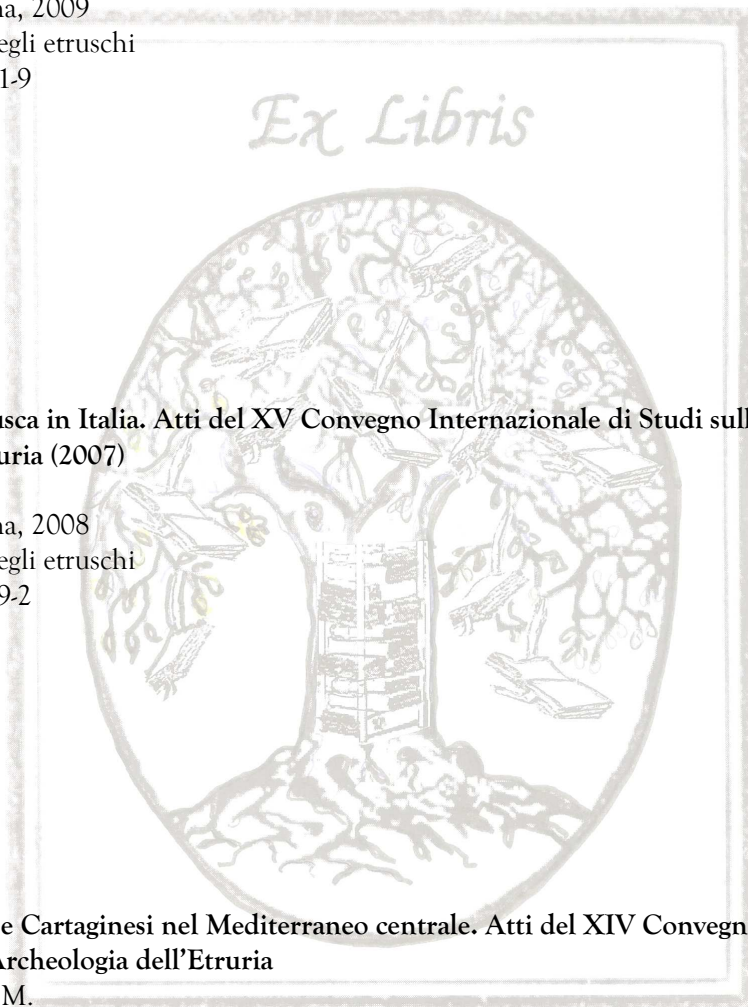 na, 2009
egli etruschi
1-9
Ex Libris
usca in Italia. Atti del XV Convegno Internazionale di Studi sull
uria (2007)
na, 2008
egli etruschi
9-2
e Cartaginesi nel Mediterraneo centrale. Atti del XIV Convegn
Archeologia dell’Etruria
M.